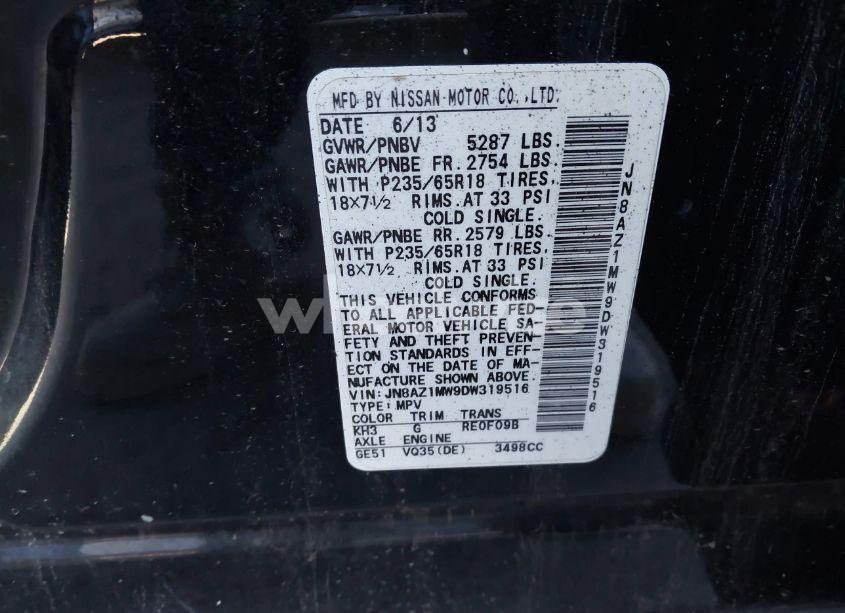 MFD BY NISSAN MOTOR CO.,LTD.
DATE 6/13
GVWR/PNBV 5287 LBS.
GAWR/PNBE FR. 2754 LBS.
WITH P235/65R18 TIRES,
18×7½ RIMS.AT 33 PSI
COLD SINGLE.
GAWR/PNBE RR. 2579 LBS.
WITH P235/65R18 TIRES,
18×7½ RIMS.AT 33 PSI
COLD SINGLE.
THIS VEHICLE CONFORMS
TO ALL APPLICABLE FED-
ERAL MOTOR VEHICLE SA-
FETY AND THEFT PREVEN-
TION STANDARDS IN EFF-
ECT ON THE DATE OF MA-
NUFACTURE SHOWN ABOVE.
VIN: JN8AZ1MW9DW319516
TYPE: MPV
COLOR TRIM TRANS
KH3 G RE0F09B
AXLE ENGINE
GE51 VQ35(DE) 3498CC
JN8AZ1MW9DW319516